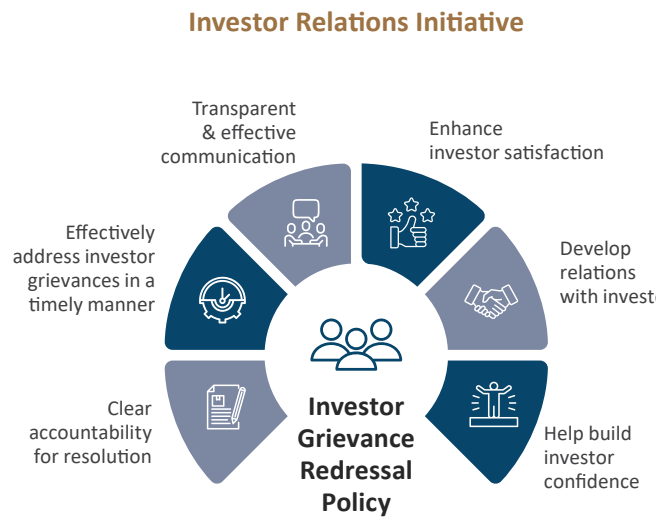 Investor Relations Initiative
Transparent
& effective
communication
Enhance
investor satisfaction
Effectively
address investor
grievances in a
timely manner
Develop
relations
with
Clear
accountability
for resolution
Investor
Grievance
Redressal
Policy
Help build
investor
confidence